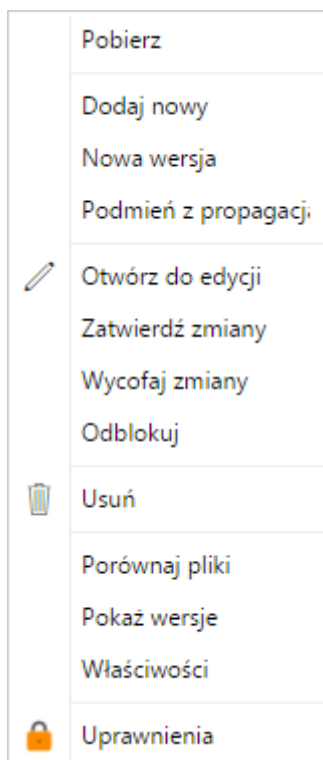 Pobierz
Dodaj nowy
Nowa wersja
Podmień z propagacją
Otwórz do edycji
Zatwierdź zmiany
Wycofaj zmiany
Odblokuj
Usuń
Porównaj pliki
Pokaż wersje
Właściwości
Uprawnienia